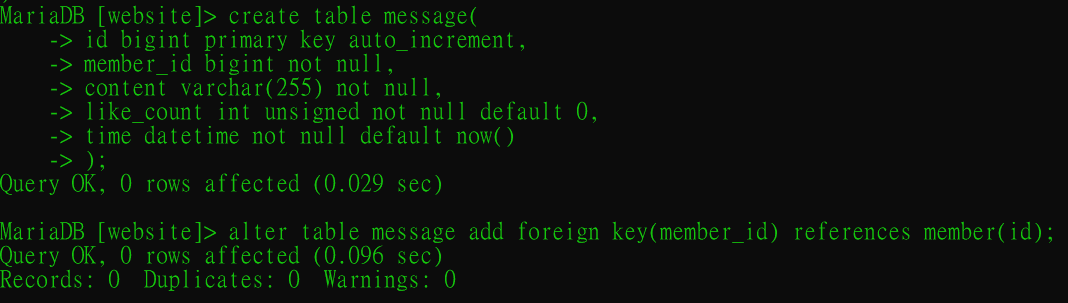 MariaDB [website]> create table message(
    -> id bigint primary key auto_increment,
    -> member_id bigint not null,
    -> content varchar(255) not null,
    -> like_count int unsigned not null default 0,
    -> time datetime not null default now()
    -> );
Query OK, 0 rows affected (0.029 sec)

MariaDB [website]> alter table message add foreign key(member_id) references member(id);
Query OK, 0 rows affected (0.096 sec)
Records: 0  Duplicates: 0  Warnings: 0